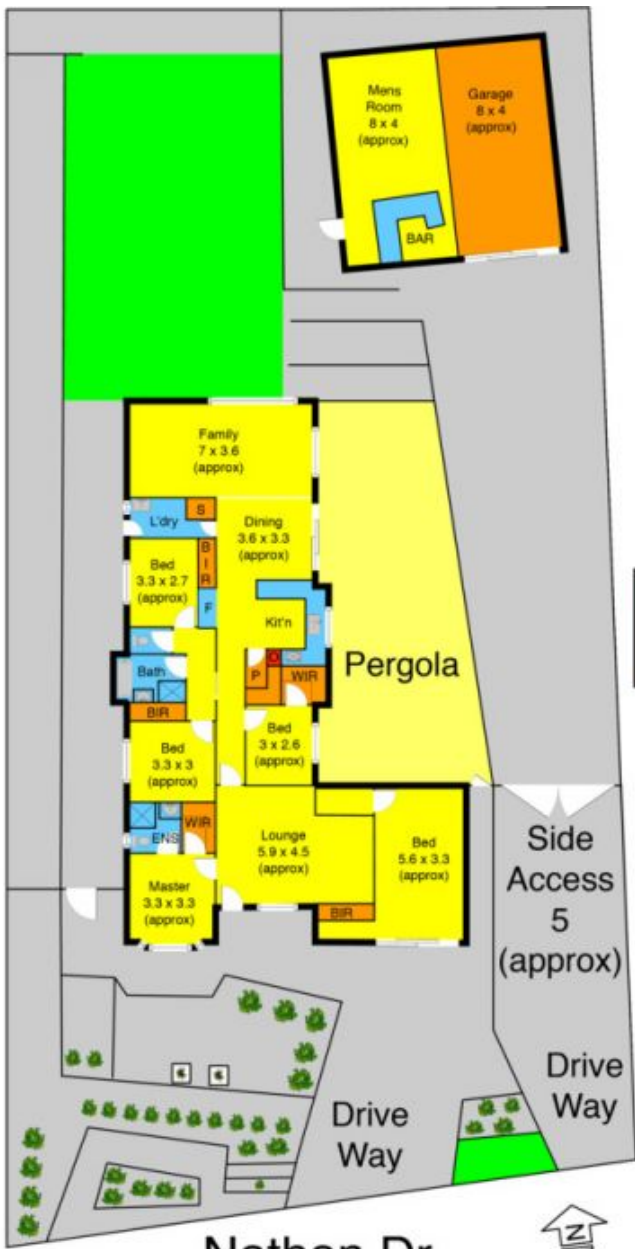 Mens
Room
8 x 4
(approx)
Garage
8 x 4
(approx)
BAR
Family
7 x 3.6
(approx)
S
L'dry
Dining
3.6 x 3.3
(approx)
B
I
R
Bed
3.3 x 2.7
(approx)
F
Kit'n
O
P
WIR
Pergola
Bath
BIR
Bed
3 x 2.6
(approx)
Bed
3.3 x 3
(approx)
WIR
ENS
Lounge
5.9 x 4.5
(approx)
Bed
5.6 x 3.3
(approx)
BIR
Master
3.3 x 3.3
(approx)
Side
Access
5
(approx)
Drive
Way
Drive
Way
Nathan Dr
N